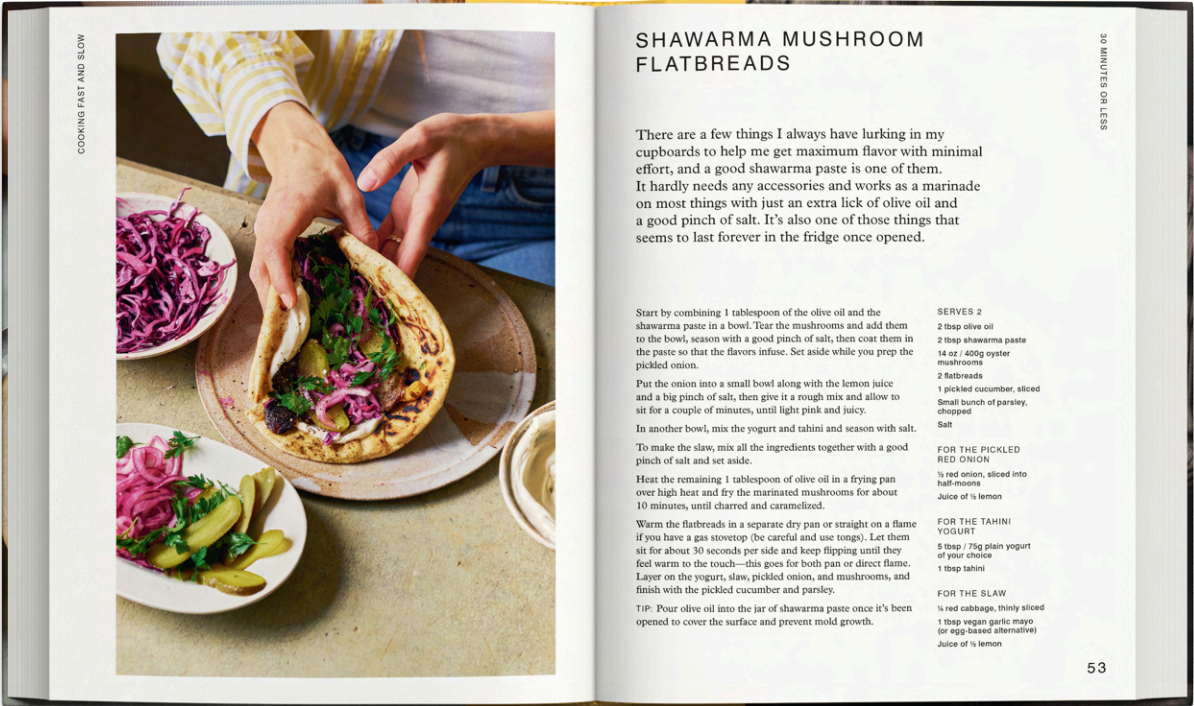 COOKING FAST AND SLOW
SHAWARMA MUSHROOM
FLATBREADS
30 MINUTES OR LESS
There are a few things I always have lurking in my
cupboards to help me get maximum flavor with minimal
effort, and a good shawarma paste is one of them.
It hardly needs any accessories and works as a marinade
on most things with just an extra lick of olive oil and
a good pinch of salt. It's also one of those things that
seems to last forever in the fridge once opened.
Start by combining 1 tablespoon of the olive oil and the
shawarma paste in a bowl. Tear the mushrooms and add them
to the bowl, season with a good pinch of salt, then coat them in
the paste so that the flavors infuse. Set aside while you prep the
pickled onion.
Put the onion into a small bowl along with the lemon juice
and a big pinch of salt, then give it a rough mix and allow to
sit for a couple of minutes, until light pink and juicy.
In another bowl, mix the yogurt and tahini and season with salt.
To make the slaw, mix all the ingredients together with a good
pinch of salt and set aside.
Heat the remaining 1 tablespoon of olive oil in a frying pan
over high heat and fry the marinated mushrooms for about
10 minutes, until charred and caramelized.
Warm the flatbreads in a separate dry pan or straight on a flame
if you have a gas stovetop (be careful and use tongs). Let them
sit for about 30 seconds per side and keep flipping until they
feel warm to the touch—this goes for both pan or direct flame.
Layer on the yogurt, slaw, pickled onion, and mushrooms, and
finish with the pickled cucumber and parsley.
TIP: Pour olive oil into the jar of shawarma paste once it's been
opened to cover the surface and prevent mold growth.
SERVES 2
2 tbsp olive oil
2 tbsp shawarma paste
14 oz / 400g oyster
mushrooms
2 flatbreads
1 pickled cucumber, sliced
Small bunch of parsley,
chopped
Salt
FOR THE PICKLED
RED ONION
½ red onion, sliced into
half-moons
Juice of ½ lemon
FOR THE TAHINI
YOGURT
5 tbsp / 75g plain yogurt
of your choice
1 tbsp tahini
FOR THE SLAW
¼ red cabbage, thinly sliced
1 tbsp vegan garlic mayo
(or egg-based alternative)
Juice of ½ lemon
53